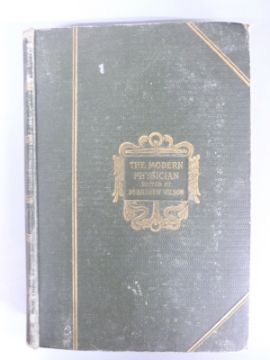 THE MODERN
PHYSICIAN
EDITED BY
DR ANDREW WILSON